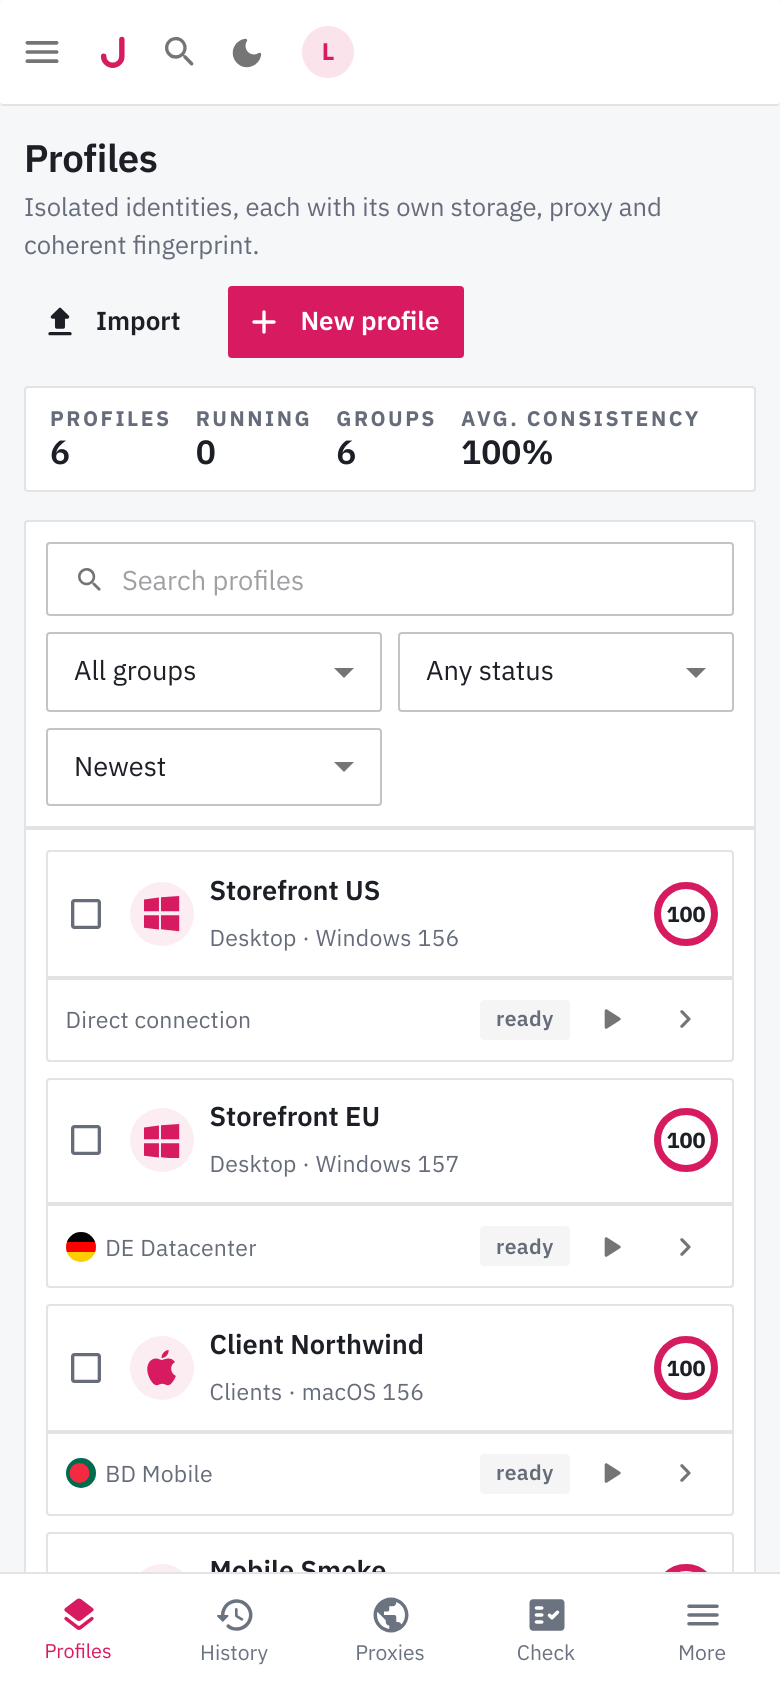 J
L
Profiles
Isolated identities, each with its own storage, proxy and
coherent fingerprint.
Import
New profile
PROFILES RUNNING GROUPS AVG. CONSISTENCY
6 0 6 100%
Search profiles
All groups
Any status
Newest
Storefront US
Desktop · Windows 156
100
Direct connection
ready
Storefront EU
Desktop · Windows 157
100
DE Datacenter
ready
Client Northwind
Clients · macOS 156
100
BD Mobile
ready
Mobile Smoke
Profiles
History
Proxies
Check
More